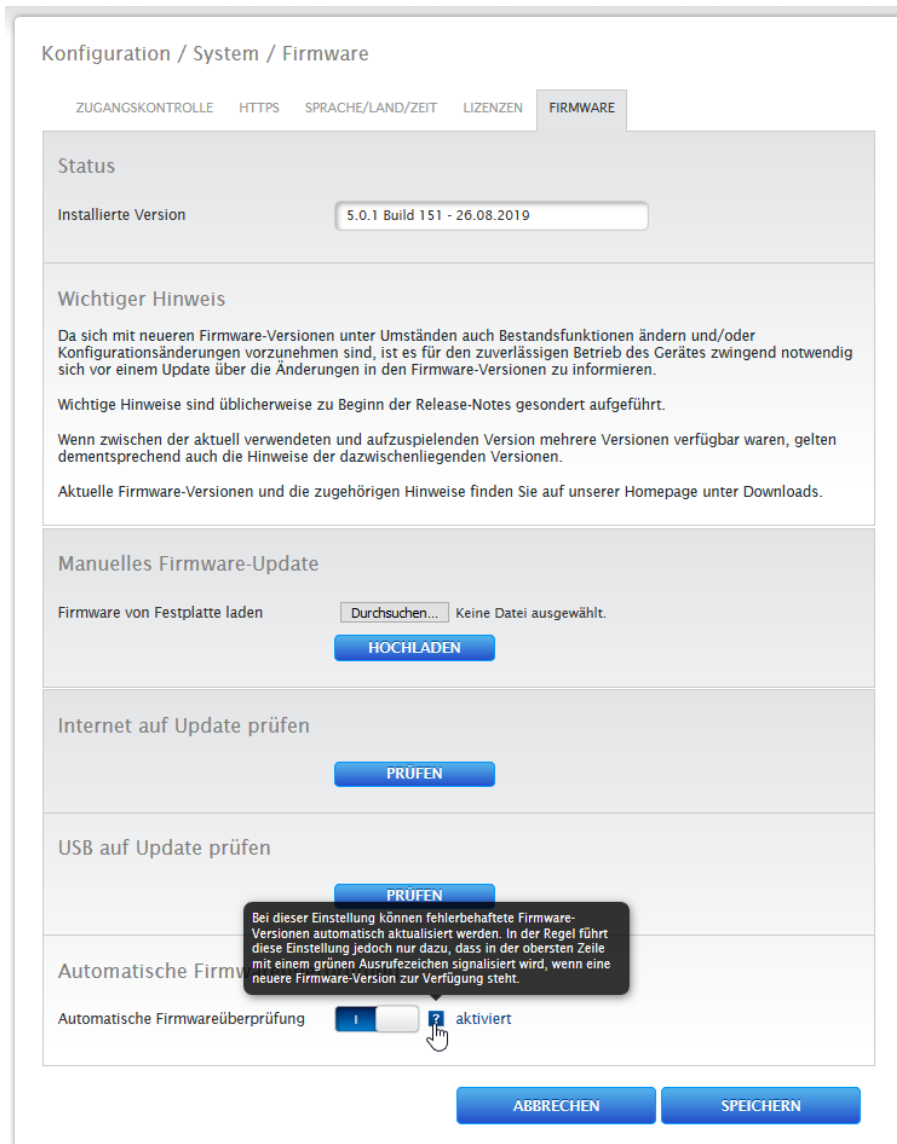 Konfiguration / System / Firmware
ZUGANGSKONTROLLE HTTPS SPRACHE/LAND/ZEIT LIZENZEN FIRMWARE
Status
Installierte Version 5.0.1 Build 151 - 26.08.2019
Wichtiger Hinweis
Da sich mit neueren Firmware-Versionen unter Umständen auch Bestandsfunktionen ändern und/oder
Konfigurationsänderungen vorzunehmen sind, ist es für den zuverlässigen Betrieb des Gerätes zwingend notwendig
sich vor einem Update über die Änderungen in den Firmware-Versionen zu informieren.
Wichtige Hinweise sind üblicherweise zu Beginn der Release-Notes gesondert aufgeführt.
Wenn zwischen der aktuell verwendeten und aufzuspielenden Version mehrere Versionen verfügbar waren, gelten
dementsprechend auch die Hinweise der dazwischenliegenden Versionen.
Aktuelle Firmware-Versionen und die zugehörigen Hinweise finden Sie auf unserer Homepage unter Downloads.
Manuelles Firmware-Update
Firmware von Festplatte laden Durchsuchen... Keine Datei ausgewählt.
HOCHLADEN
Internet auf Update prüfen
PRÜFEN
USB auf Update prüfen
PRÜFEN
Bei dieser Einstellung können fehlerbehaftete Firmware-
Versionen automatisch aktualisiert werden. In der Regel führt
diese Einstellung jedoch nur dazu, dass in der obersten Zeile
mit einem grünen Ausrufezeichen signalisiert wird, wenn eine
neuere Firmware-Version zur Verfügung steht.
Automatische
Automatische Firmwareüberprüfung I ? aktiviert
ABBRECHEN SPEICHERN